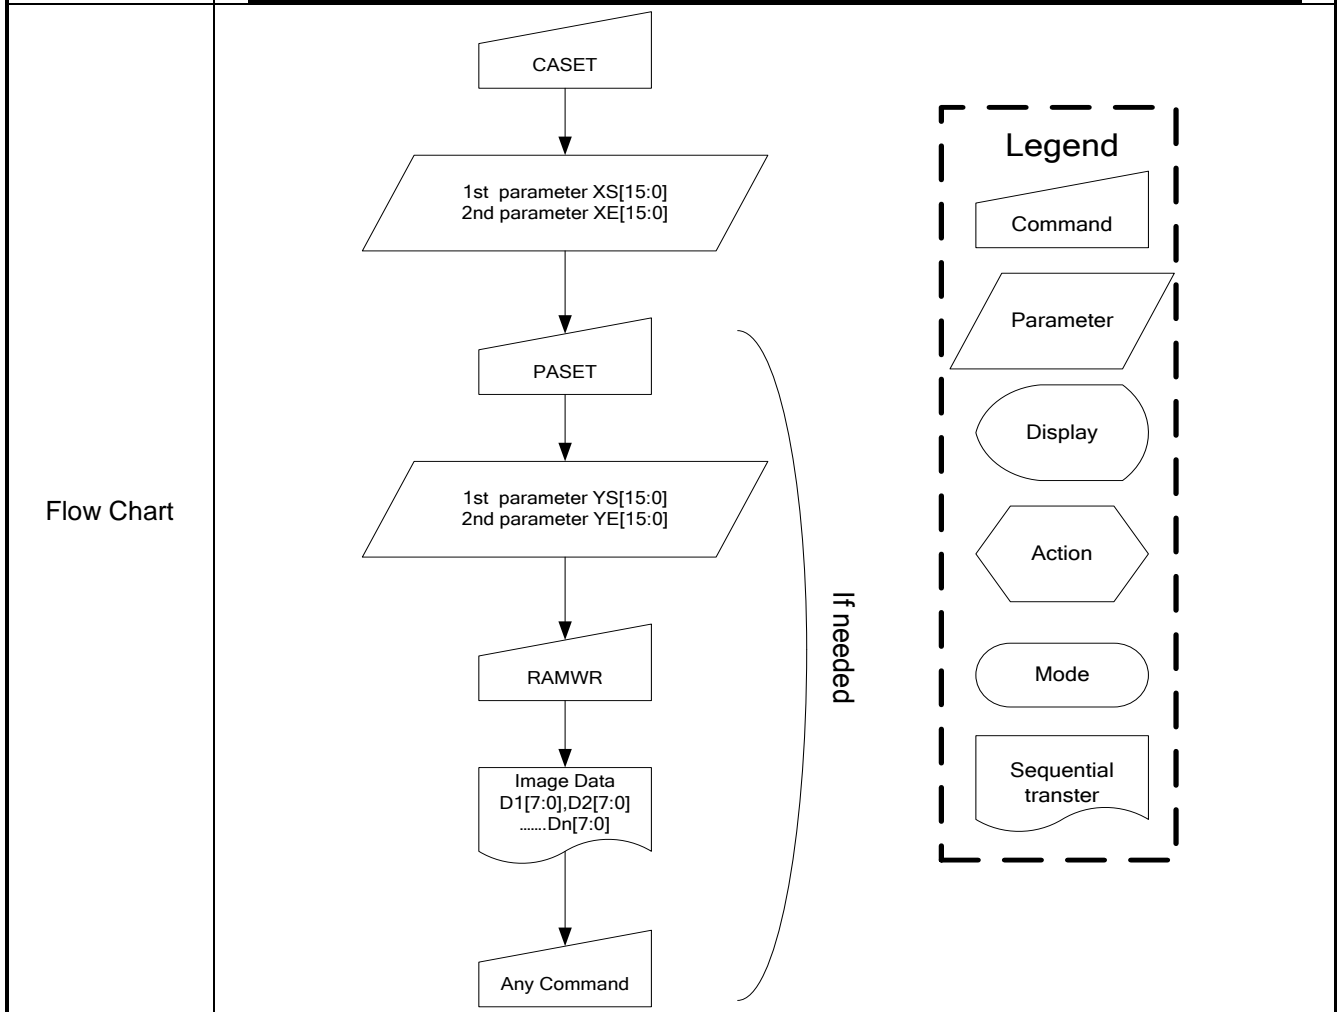 Flow Chart
CASET
1st parameter XS[15:0]
2nd parameter XE[15:0]
PASET
1st parameter YS[15:0]
2nd parameter YE[15:0]
RAMWR
Image Data
D1[7:0],D2[7:0]
.......Dn[7:0]
Any Command
If needed
Legend
Command
Parameter
Display
Action
Mode
Sequential
transter